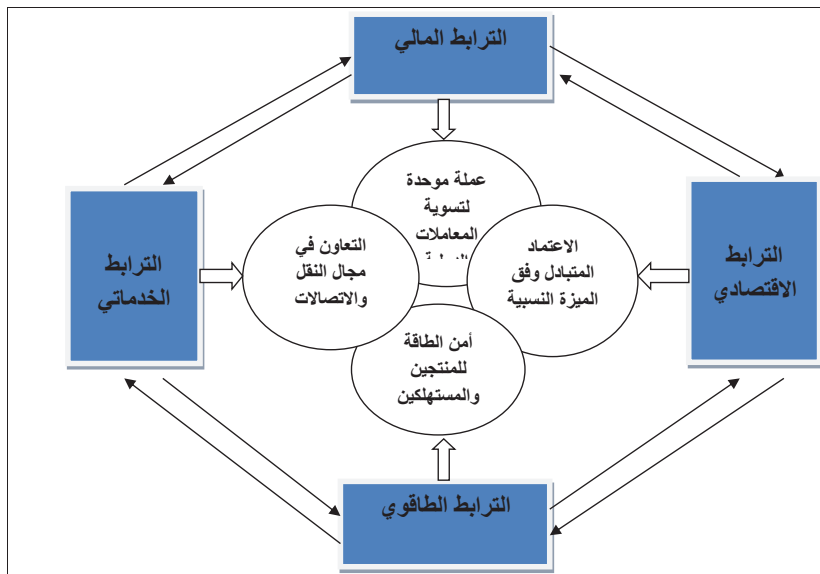 الترابط المالي
عملة موحدة
لتسوية
المعاملات
الاعتماد
المتبادل وفق
الميزة النسبية
الترابط
الاقتصادي
التعاون في
مجال النقل
والاتصالات
الترابط
الخدماتي
أمن الطاقة
للمنتجين
والمستهلكين
الترابط الطاقوي